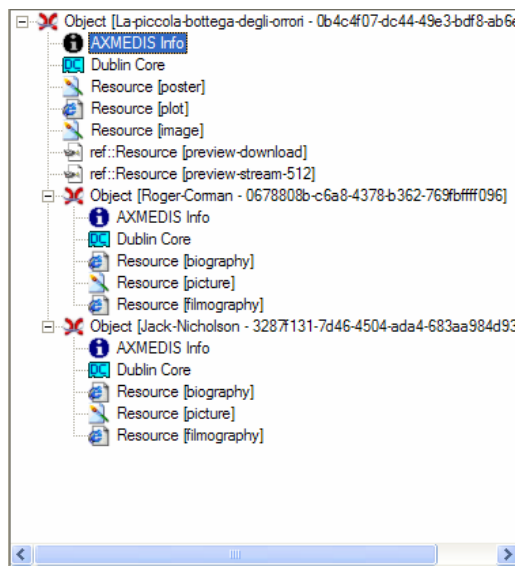 Object [La-piccola-bottega-degli-orrori - 0b4c4f07-dc44-49e3-bdf8-ab6e
AXMEDIS Info
Dublin Core
Resource [poster]
Resource [plot]
Resource [image]
ref::Resource [preview-download]
ref::Resource [preview-stream-512]
Object [Roger-Corman - 0678808b-c6a8-4378-b362-769fbffff096]
AXMEDIS Info
Dublin Core
Resource [biography]
Resource [picture]
Resource [filmography]
Object [Jack-Nicholson - 3287f131-7d46-4504-ada4-683aa984d93
AXMEDIS Info
Dublin Core
Resource [biography]
Resource [picture]
Resource [filmography]